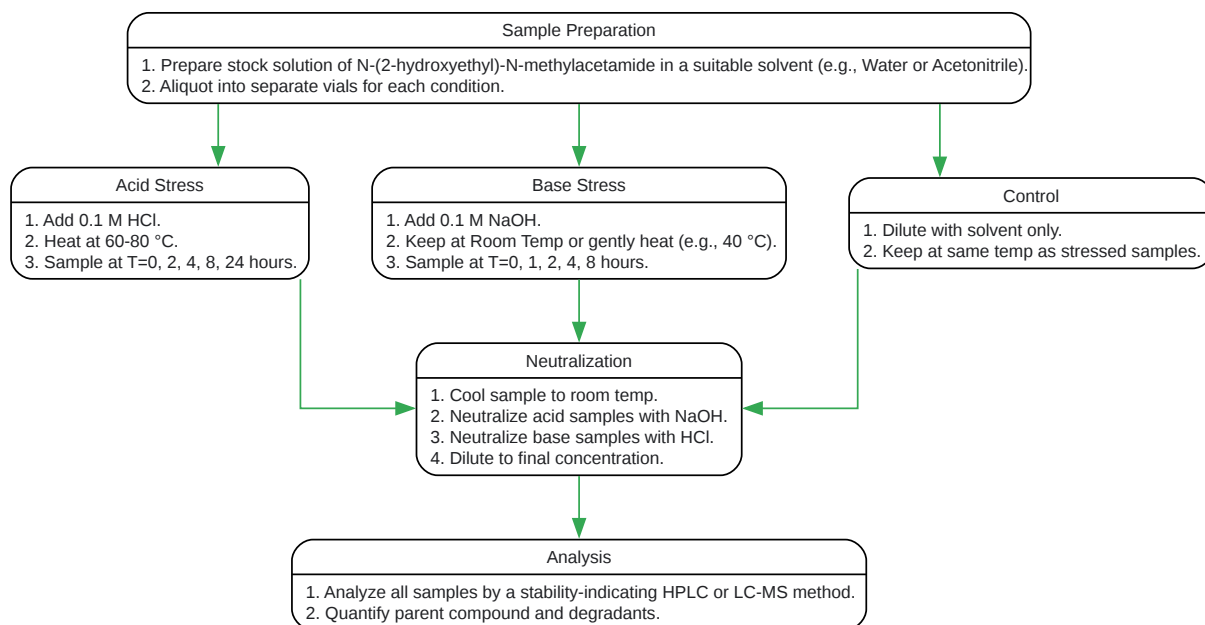 Sample Preparation
1. Prepare stock solution of N-(2-hydroxyethyl)-N-methylacetamide in a suitable solvent (e.g., Water or Acetonitrile).
2. Aliquot into separate vials for each condition.
Acid Stress
1. Add 0.1 M HCl.
2. Heat at 60-80 °C.
3. Sample at T=0, 2, 4, 8, 24 hours.
Base Stress
1. Add 0.1 M NaOH.
2. Keep at Room Temp or gently heat (e.g., 40 °C).
3. Sample at T=0, 1, 2, 4, 8 hours.
Control
1. Dilute with solvent only.
2. Keep at same temp as stressed samples.
Neutralization
1. Cool sample to room temp.
2. Neutralize acid samples with NaOH.
3. Neutralize base samples with HCl.
4. Dilute to final concentration.
Analysis
1. Analyze all samples by a stability-indicating HPLC or LC-MS method.
2. Quantify parent compound and degradants.